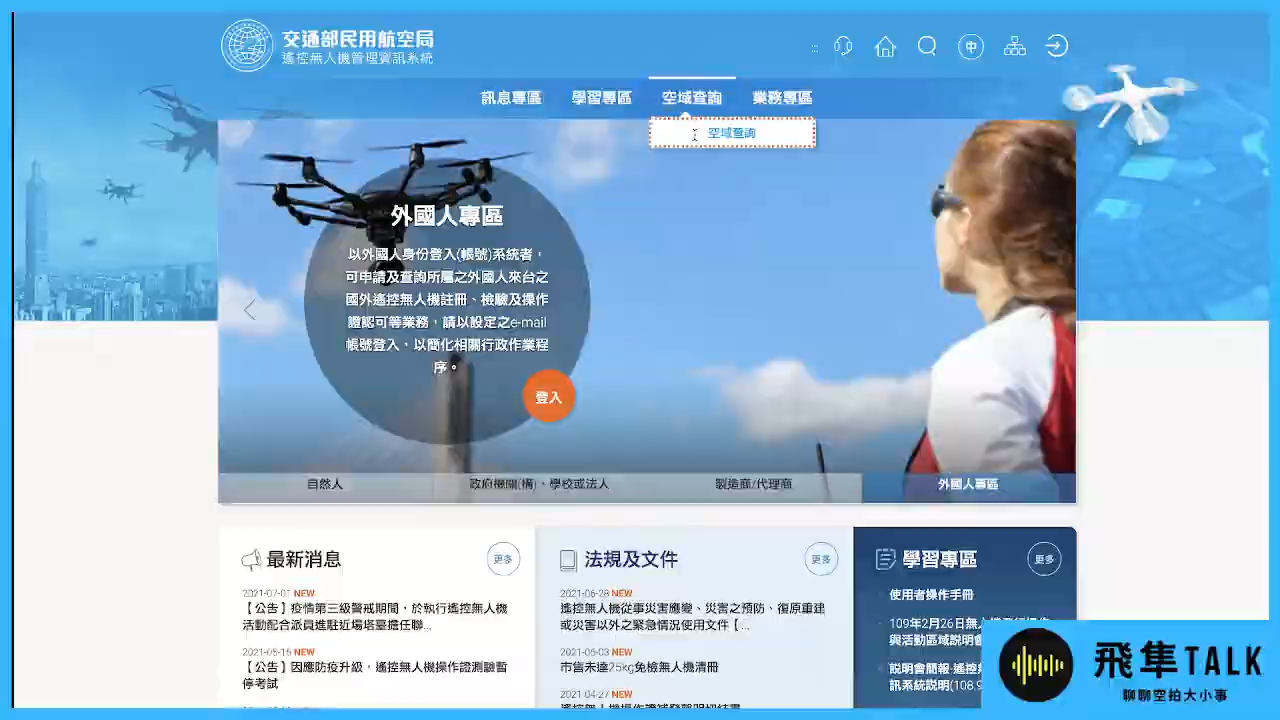 交通部民用航空局
遙控無人機管理資訊系統
:::
中
訊息專區
學習專區
空域查詢
業務專區
空域查詢
外國人專區
以外國人身份登入(帳號)系統者，
可申請及查詢所屬之外國人來台之
國外遙控無人機註冊、檢驗及操作
證認可等業務，請以設定之e-mail
帳號登入，以簡化相關行政作業程
序。
登入
自然人
政府機關(構)、學校或法人
製造商/代理商
外國人專區
最新消息
更多
2021-07-01 NEW
【公告】疫情第三級警戒期間，於執行遙控無人機
活動配合派員進駐近場塔臺擔任聯...
【公告】因應防疫升級，遙控無人機操作證測驗暫
停考試
法規及文件
更多
2021-06-28 NEW
遙控無人機從事災害應變、災害之預防、復原重建
或災害以外之緊急情況使用文件【...
2021-06-03 NEW
市售未達25kg免檢無人機清冊
2021-04-27 NEW
學習專區
更多
使用者操作手冊
109年2月26日無人機飛行操作
與活動區域說明會
說明會簡報-遙控
訊系統說明(108.9
飛隼TALK
聊聊空拍大小事